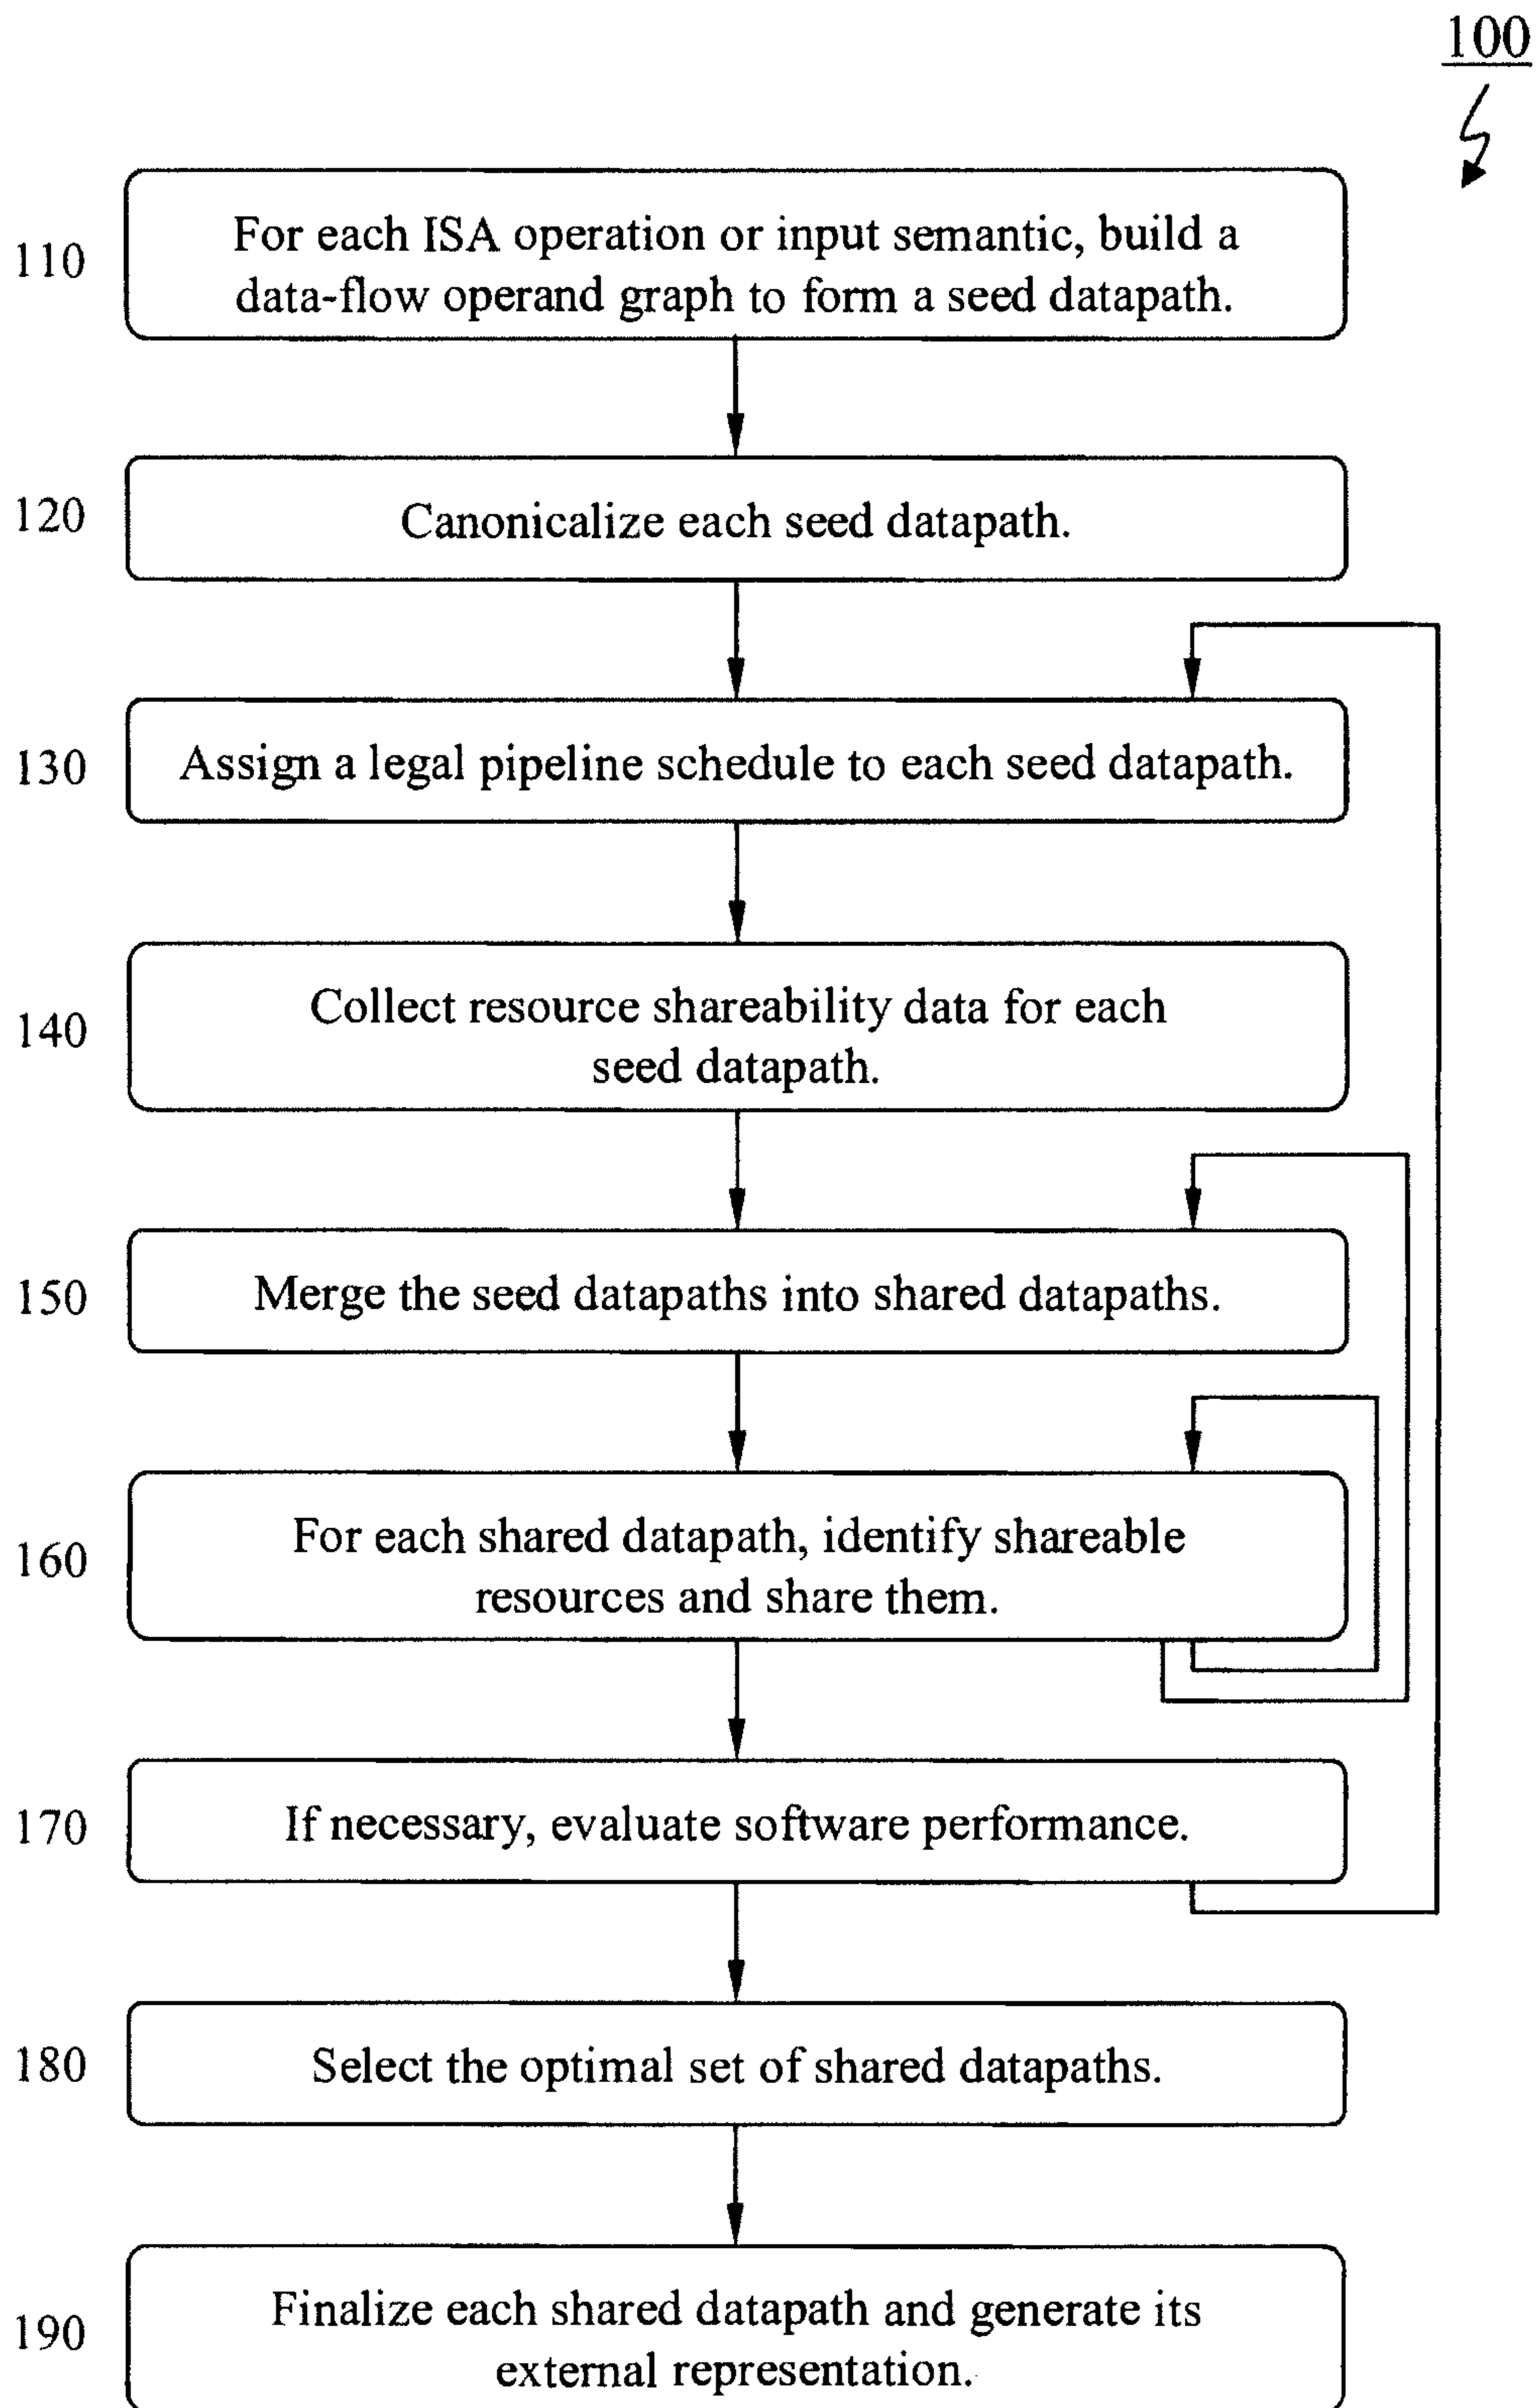 100
110
For each ISA operation or input semantic, build a
data-flow operand graph to form a seed datapath.
120
Canonicalize each seed datapath.
130
Assign a legal pipeline schedule to each seed datapath.
140
Collect resource shareability data for each
seed datapath.
150
Merge the seed datapaths into shared datapaths.
160
For each shared datapath, identify shareable
resources and share them.
170
If necessary, evaluate software performance.
180
Select the optimal set of shared datapaths.
190
Finalize each shared datapath and generate its
external representation.